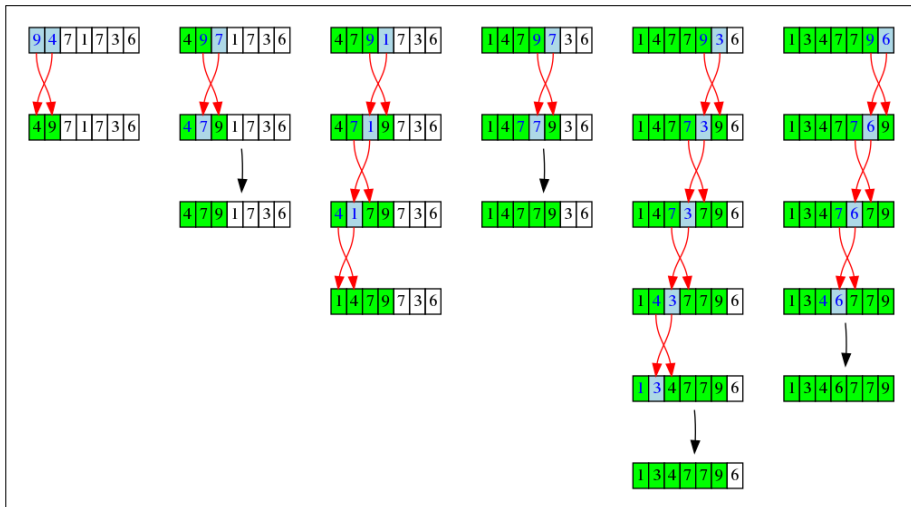 9 4 7 1 7 3 6
4 9 7 1 7 3 6
4 9 7 1 7 3 6
4 7 9 1 7 3 6
4 7 9 1 7 3 6
4 7 9 1 7 3 6
4 7 1 9 7 3 6
4 1 7 9 7 3 6
1 4 7 9 7 3 6
1 4 7 9 7 3 6
1 4 7 7 9 3 6
1 4 7 7 9 3 6
1 4 7 7 9 3 6
1 4 7 7 3 9 6
1 4 7 3 7 9 6
1 4 3 7 7 9 6
1 3 4 7 7 9 6
1 3 4 7 7 9 6
1 3 4 7 7 9 6
1 3 4 7 7 6 9
1 3 4 7 6 7 9
1 3 4 6 7 7 9
1 3 4 6 7 7 9